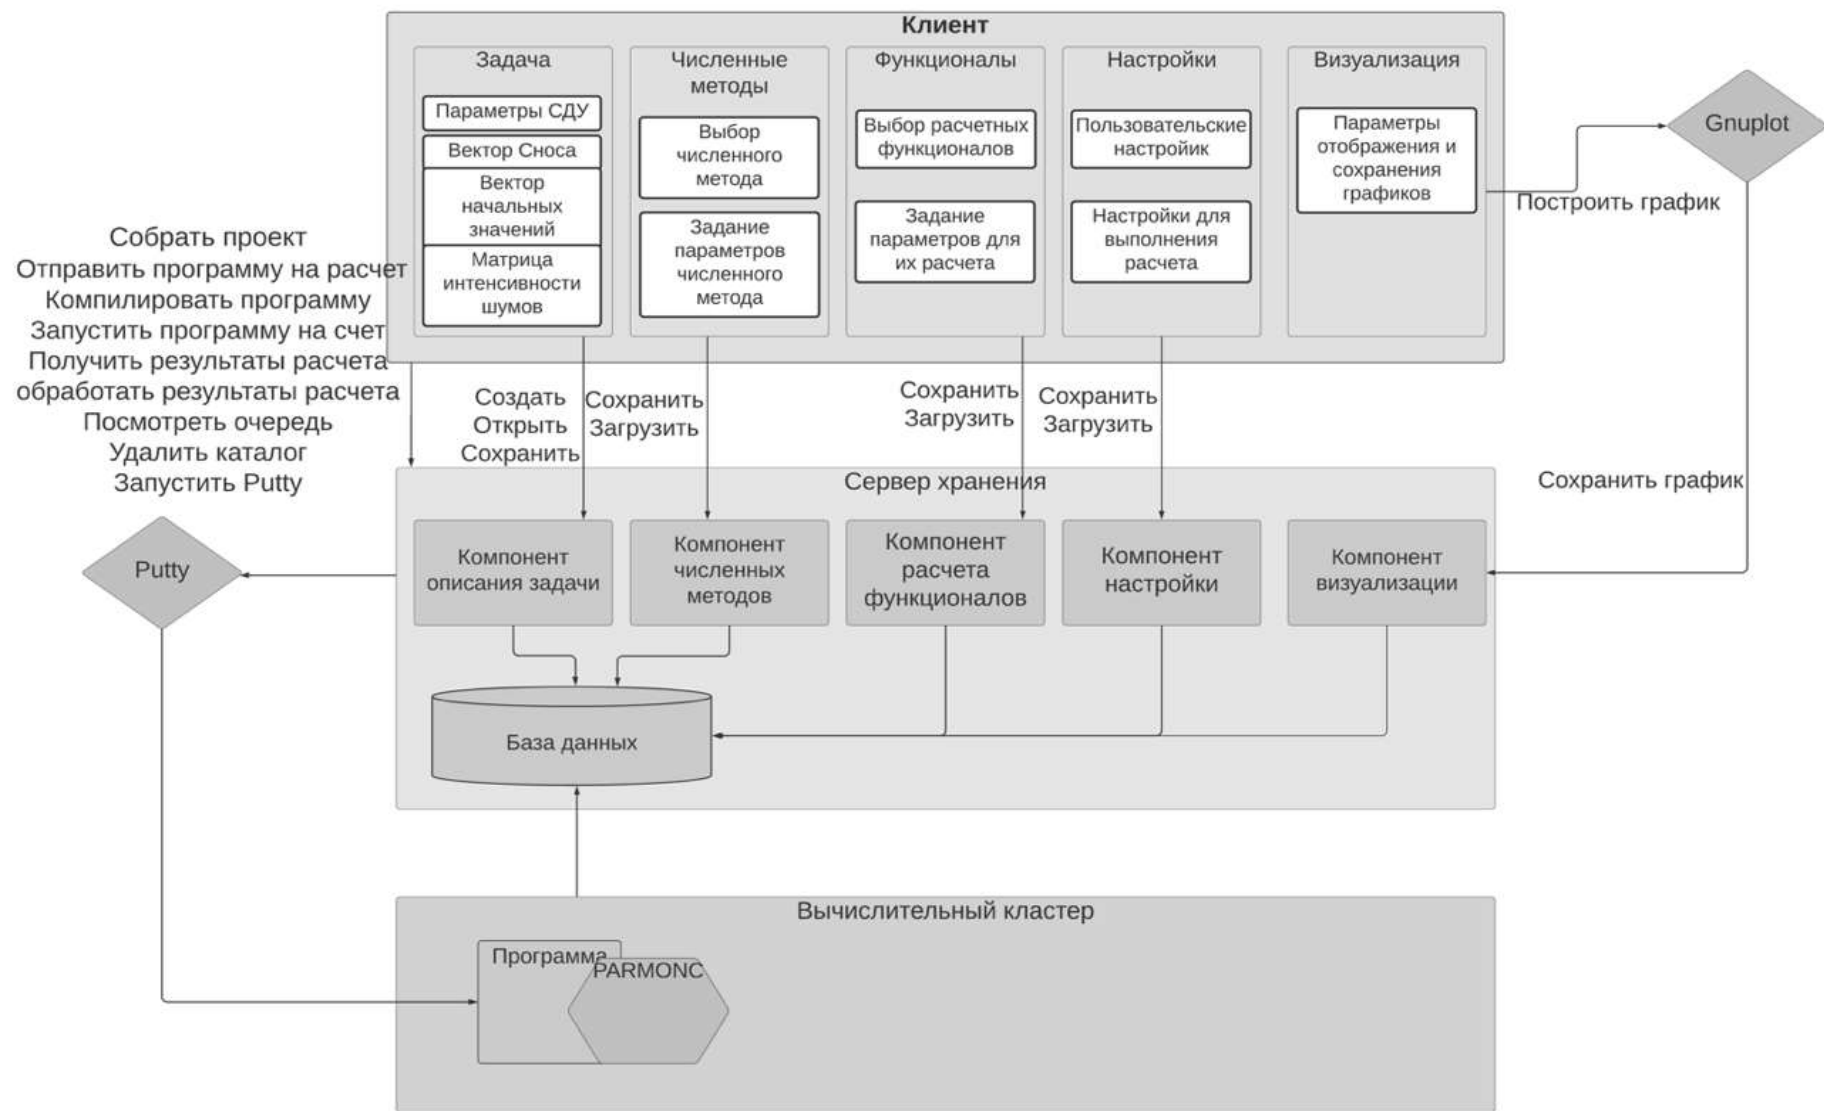 Клиент
Задача
Параметры СДУ
Вектор Сноса
Вектор
начальных
значений
Матрица
интенсивности
шумов
Численные
методы
Выбор
численного
метода
Задание
параметров
численного
метода
Функционалы
Выбор расчетных
функционалов
Задание
параметров для
их расчета
Настройки
Пользовательские
настройик
Настройки для
выполнения
расчета
Визуализация
Параметры
отображения и
сохранения
графиков
Gnuplot
Построить график
Собрать проект
Отправить программу на расчет
Компилировать программу
Запустить программу на счет
Получить результаты расчета
обработать результаты расчета
Посмотреть очередь
Удалить каталог
Запустить Putty
Создать
Открыть
Сохранить
Сохранить
Загрузить
Сохранить
Загрузить
Сохранить
Загрузить
Сохранить график
Сервер хранения
Putty
Компонент
описания задачи
Компонент
численных
методов
Компонент
расчета
функционалов
Компонент
настройки
Компонент
визуализации
База данных
Вычислительный кластер
Программа
PARMONC